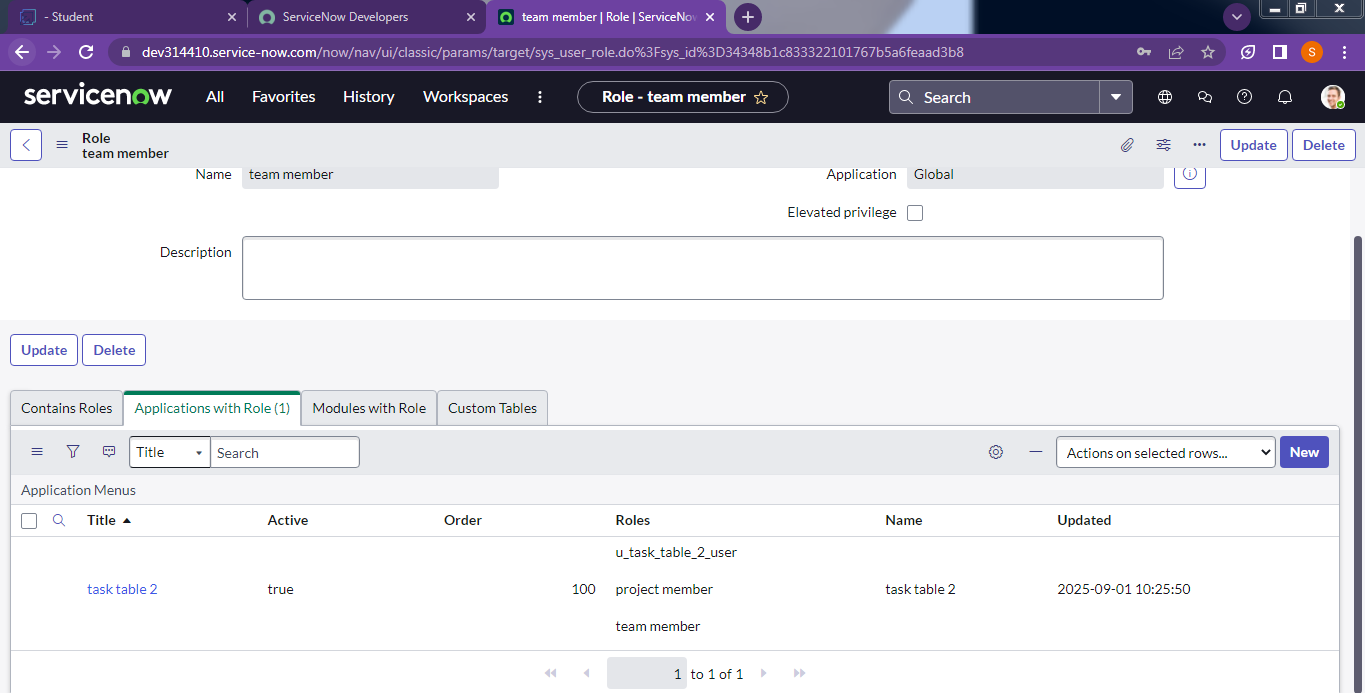 - Student
ServiceNow Developers
team member | Role | ServiceNow
dev314410.service-now.com/now/nav/ui/classic/params/target/sys_user_role.do%3Fsys_id%3D34348b1c833322101767b5a6feaad3b8
S
servicenow
All
Favorites
History
Workspaces
Role - team member
Search
Role
team member
Update
Delete
Name
team member
Application
Global
Elevated privilege
Description
Update
Delete
Contains Roles
Applications with Role (1)
Modules with Role
Custom Tables
Title
Search
Actions on selected rows...
New
Application Menus
Title
Active
Order
Roles
Name
Updated
task table 2
true
100
u_task_table_2_user
project member
team member
task table 2
2025-09-01 10:25:50
1 to 1 of 1